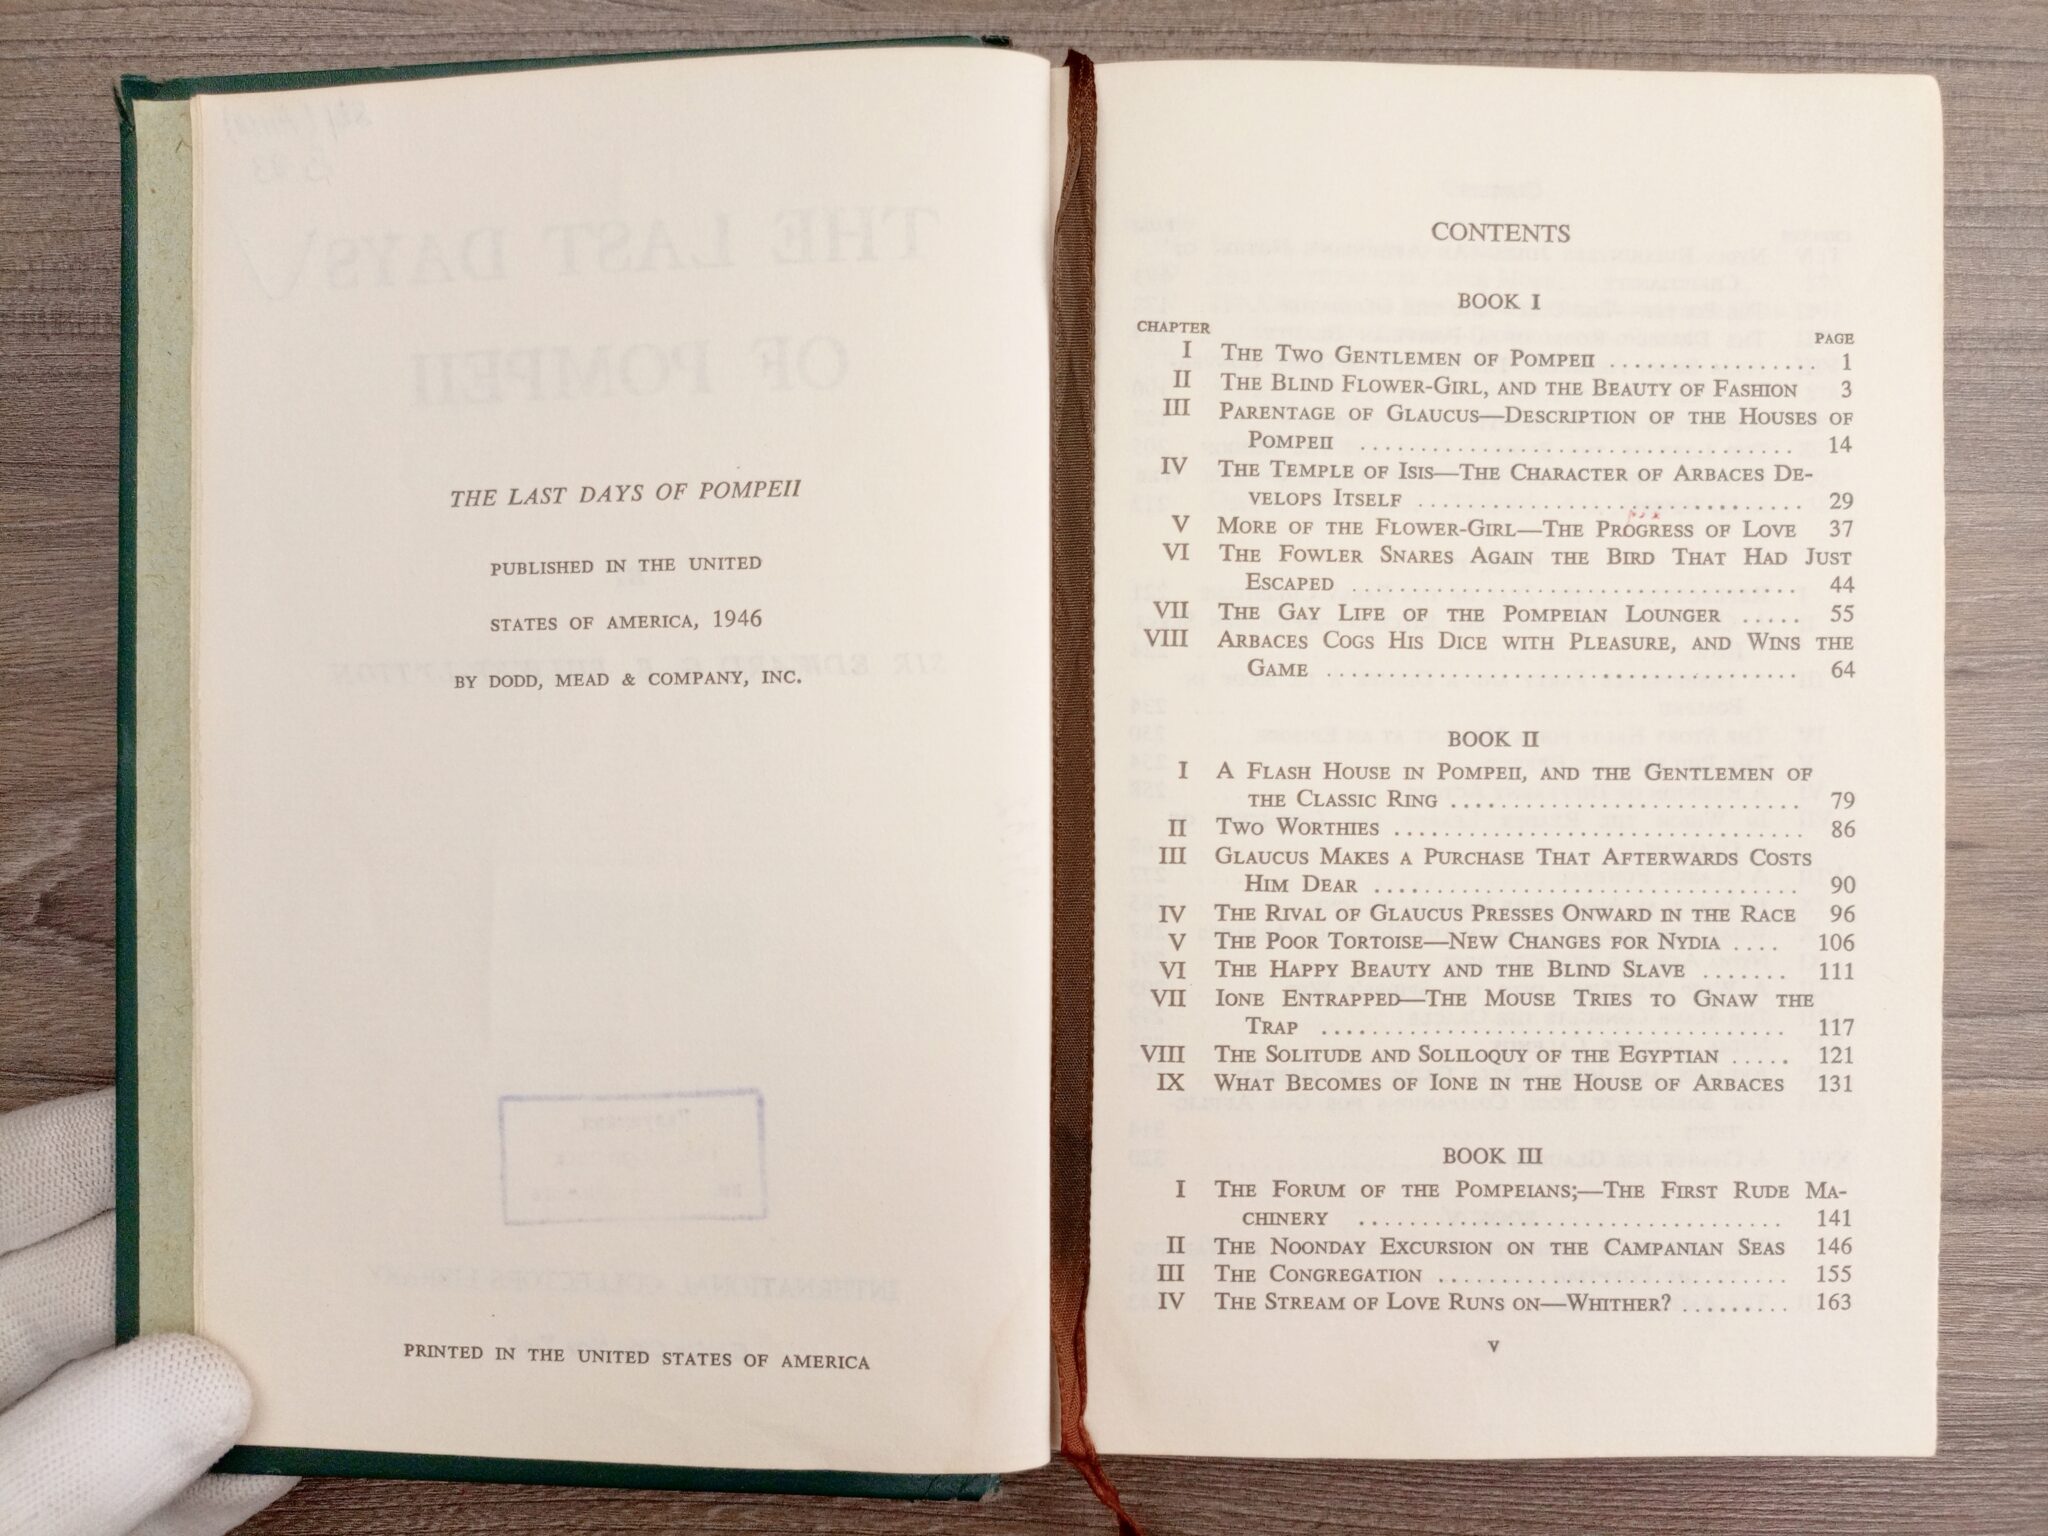 THE LAST DAYS OF POMPEII
PUBLISHED IN THE UNITED
STATES OF AMERICA, 1946
BY DODD, MEAD & COMPANY, INC.
PRINTED IN THE UNITED STATES OF AMERICA
CONTENTS
BOOK I
CHAPTER PAGE
I THE TWO GENTLEMEN OF POMPEII ................. 1
II THE BLIND FLOWER-GIRL, AND THE BEAUTY OF FASHION 3
III PARENTAGE OF GLAUCUS—DESCRIPTION OF THE HOUSES OF
POMPEII ................................... 14
IV THE TEMPLE OF ISIS—THE CHARACTER OF ARBACES DE-
VELOPS ITSELF ............................... 29
V MORE OF THE FLOWER-GIRL—THE PROGRESS OF LOVE 37
VI THE FOWLER SNARES AGAIN THE BIRD THAT HAD JUST
ESCAPED ................................... 44
VII THE GAY LIFE OF THE POMPEIAN LOUNGER ..... 55
VIII ARBACES COGS HIS DICE WITH PLEASURE, AND WINS THE
GAME ...................................... 64
BOOK II
I A FLASH HOUSE IN POMPEII, AND THE GENTLEMEN OF
THE CLASSIC RING ............................ 79
II TWO WORTHIES ................................. 86
III GLAUCUS MAKES A PURCHASE THAT AFTERWARDS COSTS
HIM DEAR .................................. 90
IV THE RIVAL OF GLAUCUS PRESSES ONWARD IN THE RACE 96
V THE POOR TORTOISE—NEW CHANGES FOR NYDIA .... 106
VI THE HAPPY BEAUTY AND THE BLIND SLAVE ....... 111
VII IONE ENTRAPPED—THE MOUSE TRIES TO GNAW THE
TRAP ..................................... 117
VIII THE SOLITUDE AND SOLILOQUY OF THE EGYPTIAN ..... 121
IX WHAT BECOMES OF IONE IN THE HOUSE OF ARBACES 131
BOOK III
I THE FORUM OF THE POMPEIANS;—THE FIRST RUDE MA-
CHINERY .................................. 141
II THE NOONDAY EXCURSION ON THE CAMPANIAN SEAS 146
III THE CONGREGATION ............................ 155
IV THE STREAM OF LOVE RUNS ON—WHITHER? ......... 163
v